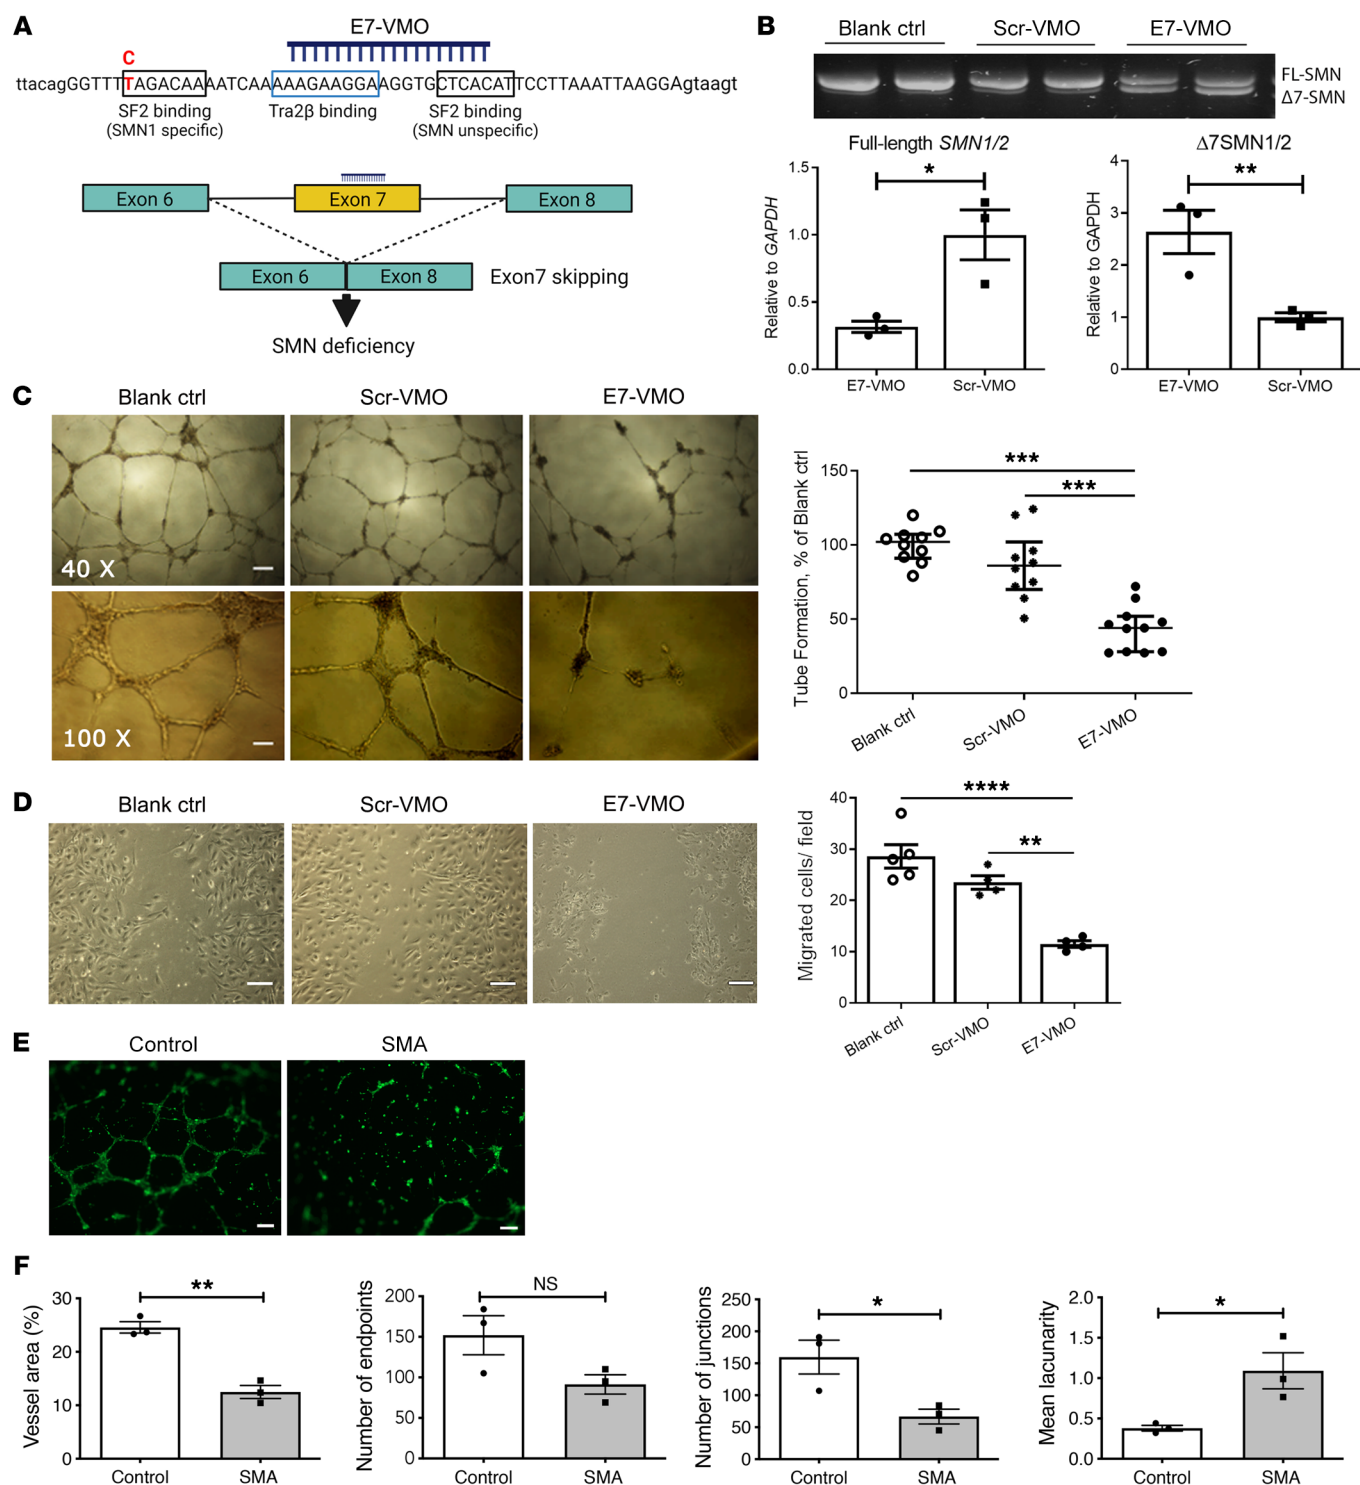 A
E7-VMO
C
ttacagGGTTTTAGACAAAATCAAAAAGAAGGAAGGTGCTCACATTCCTTAAATTAAGGAgtaagt
SF2 binding
(SMN1 specific)
Tra2β binding
SF2 binding
(SMN unspecific)
Exon 6
Exon 7
Exon 8
Exon 6
Exon 8
Exon7 skipping
SMN deficiency
B
Blank ctrl
Scr-VMO
E7-VMO
FL-SMN
Δ7-SMN
Full-length SMN1/2
Relative to GAPDH
1.5
1.0
0.5
0.0
*
E7-VMO
Scr-VMO
Δ7SMN1/2
Relative to GAPDH
4
3
2
1
0
**
E7-VMO
Scr-VMO
C
Blank ctrl
Scr-VMO
E7-VMO
40 X
100 X
Tube Formation, % of Blank ctrl
150
100
50
0
***
***
Blank ctrl
Scr-VMO
E7-VMO
D
Blank ctrl
Scr-VMO
E7-VMO
Migrated cells/ field
40
30
20
10
0
****
**
Blank ctrl
Scr-VMO
E7-VMO
E
Control
SMA
F
Vessel area (%)
30
20
10
0
**
Control
SMA
Number of endpoints
200
150
100
50
0
NS
Control
SMA
Number of junctions
250
200
150
100
50
0
*
Control
SMA
Mean lacunarity
2.0
1.5
1.0
0.5
0.0
*
Control
SMA